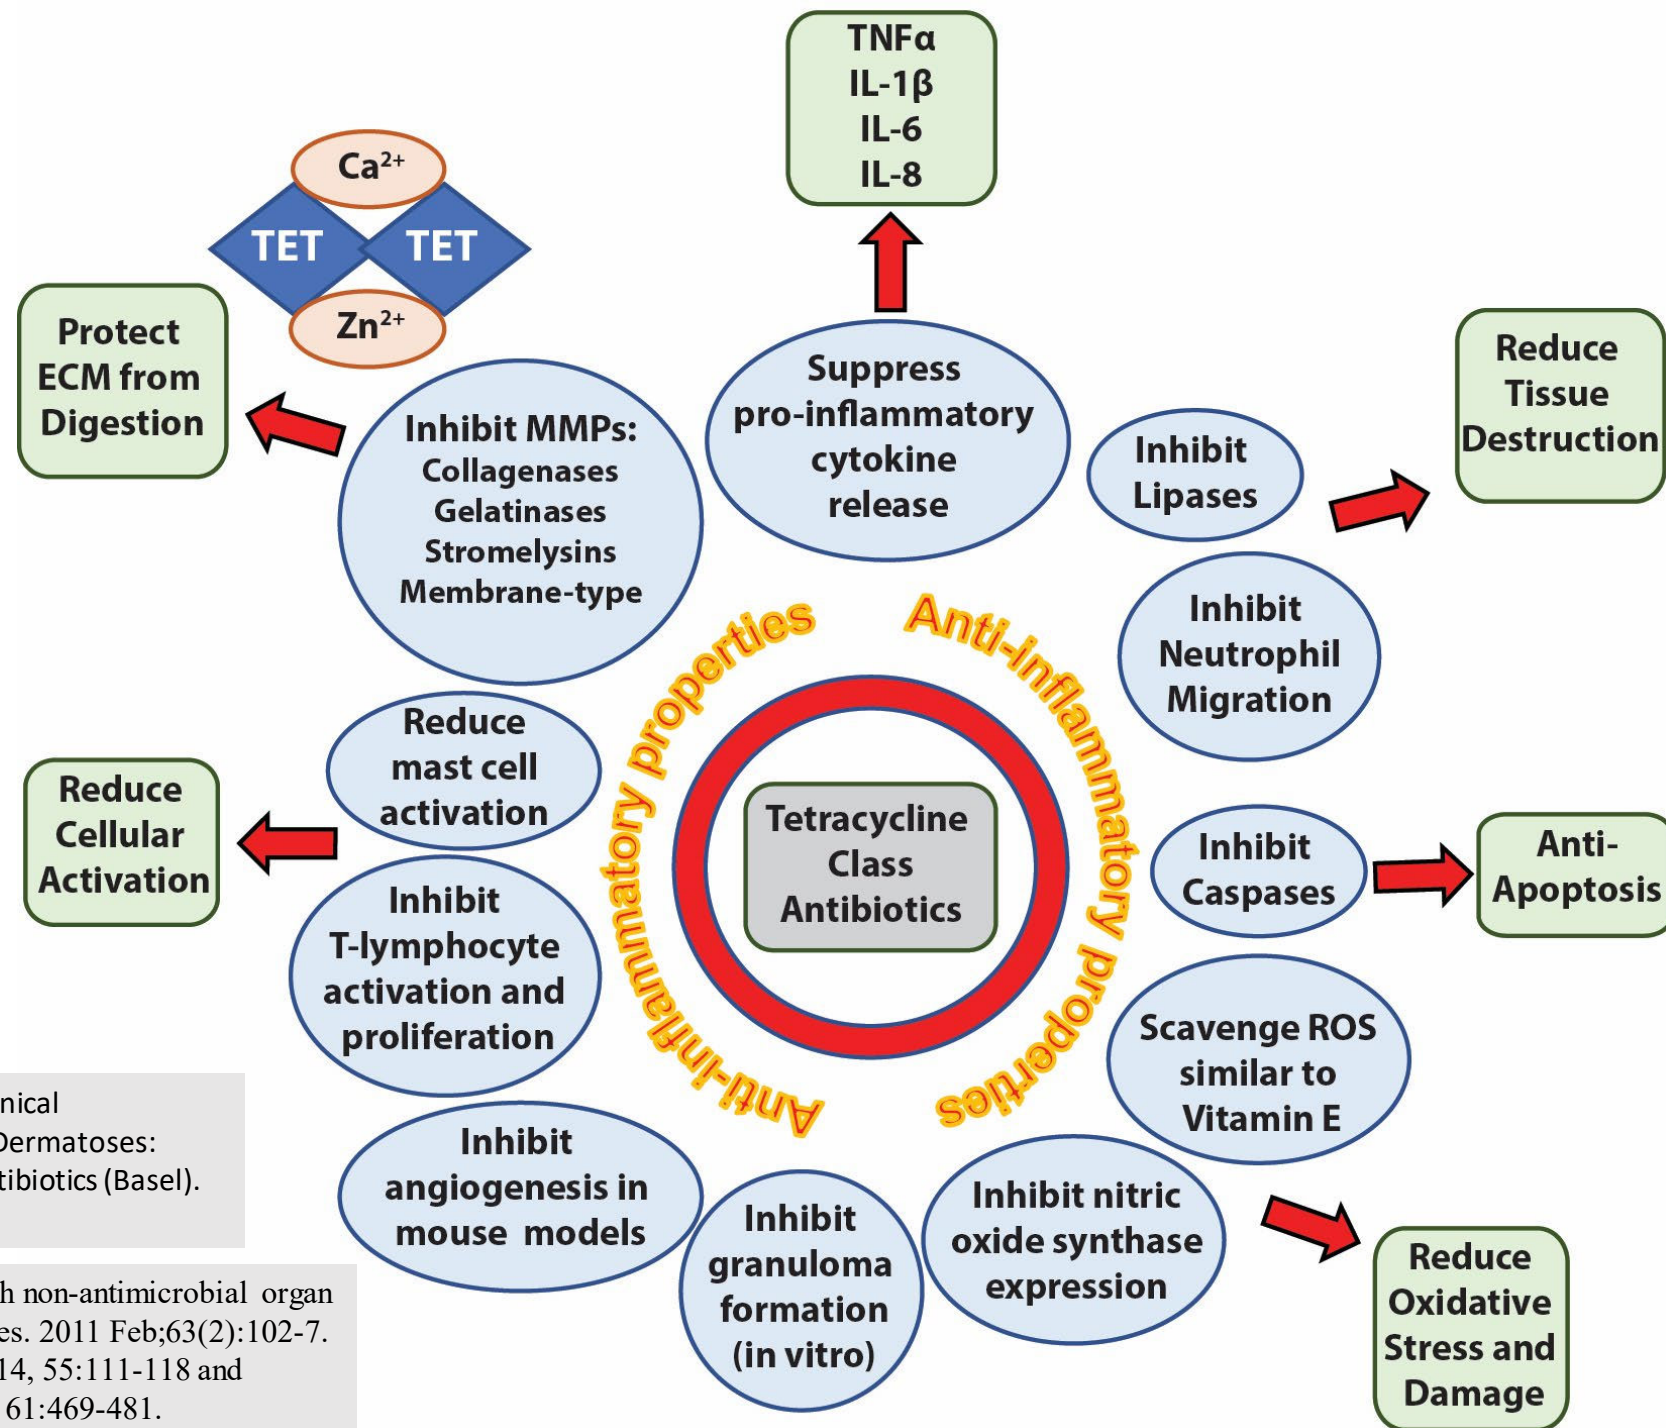 TNFα
IL-1β
IL-6
IL-8
Ca²⁺
TET TET
Zn²⁺
Protect
ECM from
Digestion
Inhibit MMPs:
Collagenases
Gelatinases
Stromelysins
Membrane-type
Suppress
pro-inflammatory
cytokine
release
Inhibit
Lipases
Reduce
Tissue
Destruction
Inhibit
Neutrophil
Migration
Anti-inflammatory properties
Anti-inflammatory properties
Reduce
mast cell
activation
Reduce
Cellular
Activation
Tetracycline
Class
Antibiotics
Inhibit
Caspases
Anti-
Apoptosis
Inhibit
T-lymphocyte
activation and
proliferation
Scavenge ROS
similar to
Vitamin E
Inhibit
angiogenesis in
mouse models
Inhibit
granuloma
formation
(in vitro)
Inhibit nitric
oxide synthase
expression
Reduce
Oxidative
Stress and
Damage
Dermatoses:
(Basel).
non-antimicrobial organ
2011 Feb;63(2):102-7.
55:111-118 and
61:469-481.